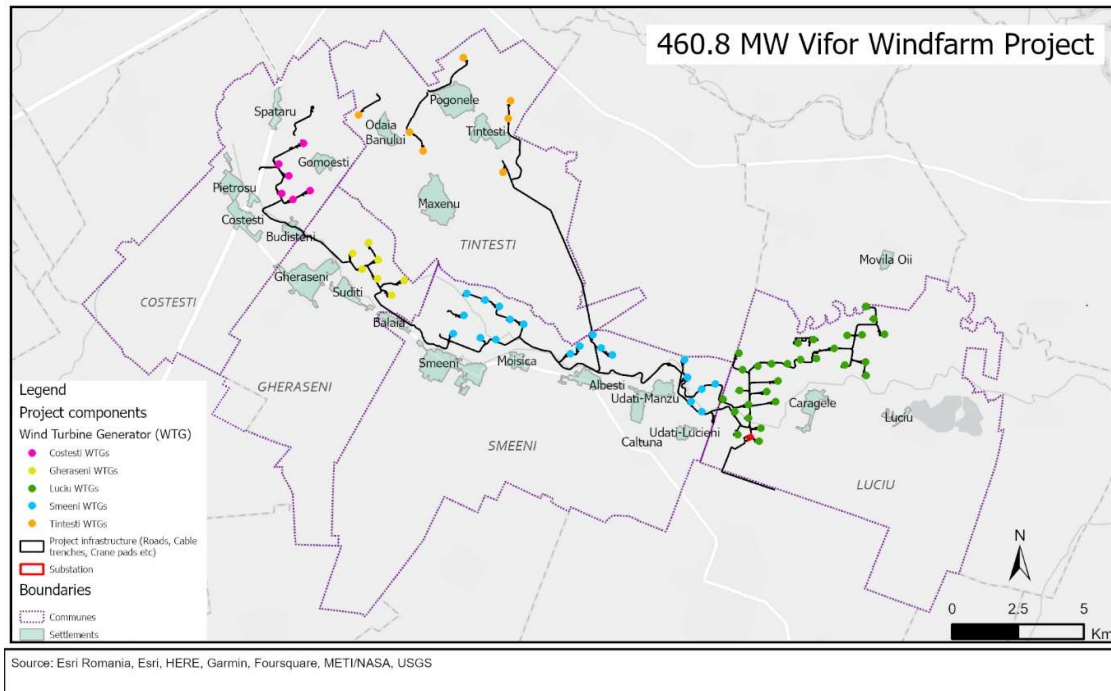 460.8 MW Vifor Windfarm Project
Spataru
Pogonele
Odaia
Banului
Tintesti
Gomoesti
Pietrosu
Costesti
Maxenu
Budisteni
TINTESTI
Movila Oii
Gheraseni
Suditi
COSTESTI
Balaia
Smeeni
Moisica
GHERASENI
Albesti
Udati-Manzu
Caragele
Luciu
Udati-Lucieni
Caltuna
SMEENI
LUCIU
Legend
Project components
Wind Turbine Generator (WTG)
Costesti WTGs
Gheraseni WTGs
Luciu WTGs
Smeeni WTGs
Tintesti WTGs
Project infrastructure (Roads, Cable
trenches, Crane pads etc)
Substation
Boundaries
Communes
Settlements
N
0 2.5 5
Km
Source: Esri Romania, Esri, HERE, Garmin, Foursquare, METI/NASA, USGS